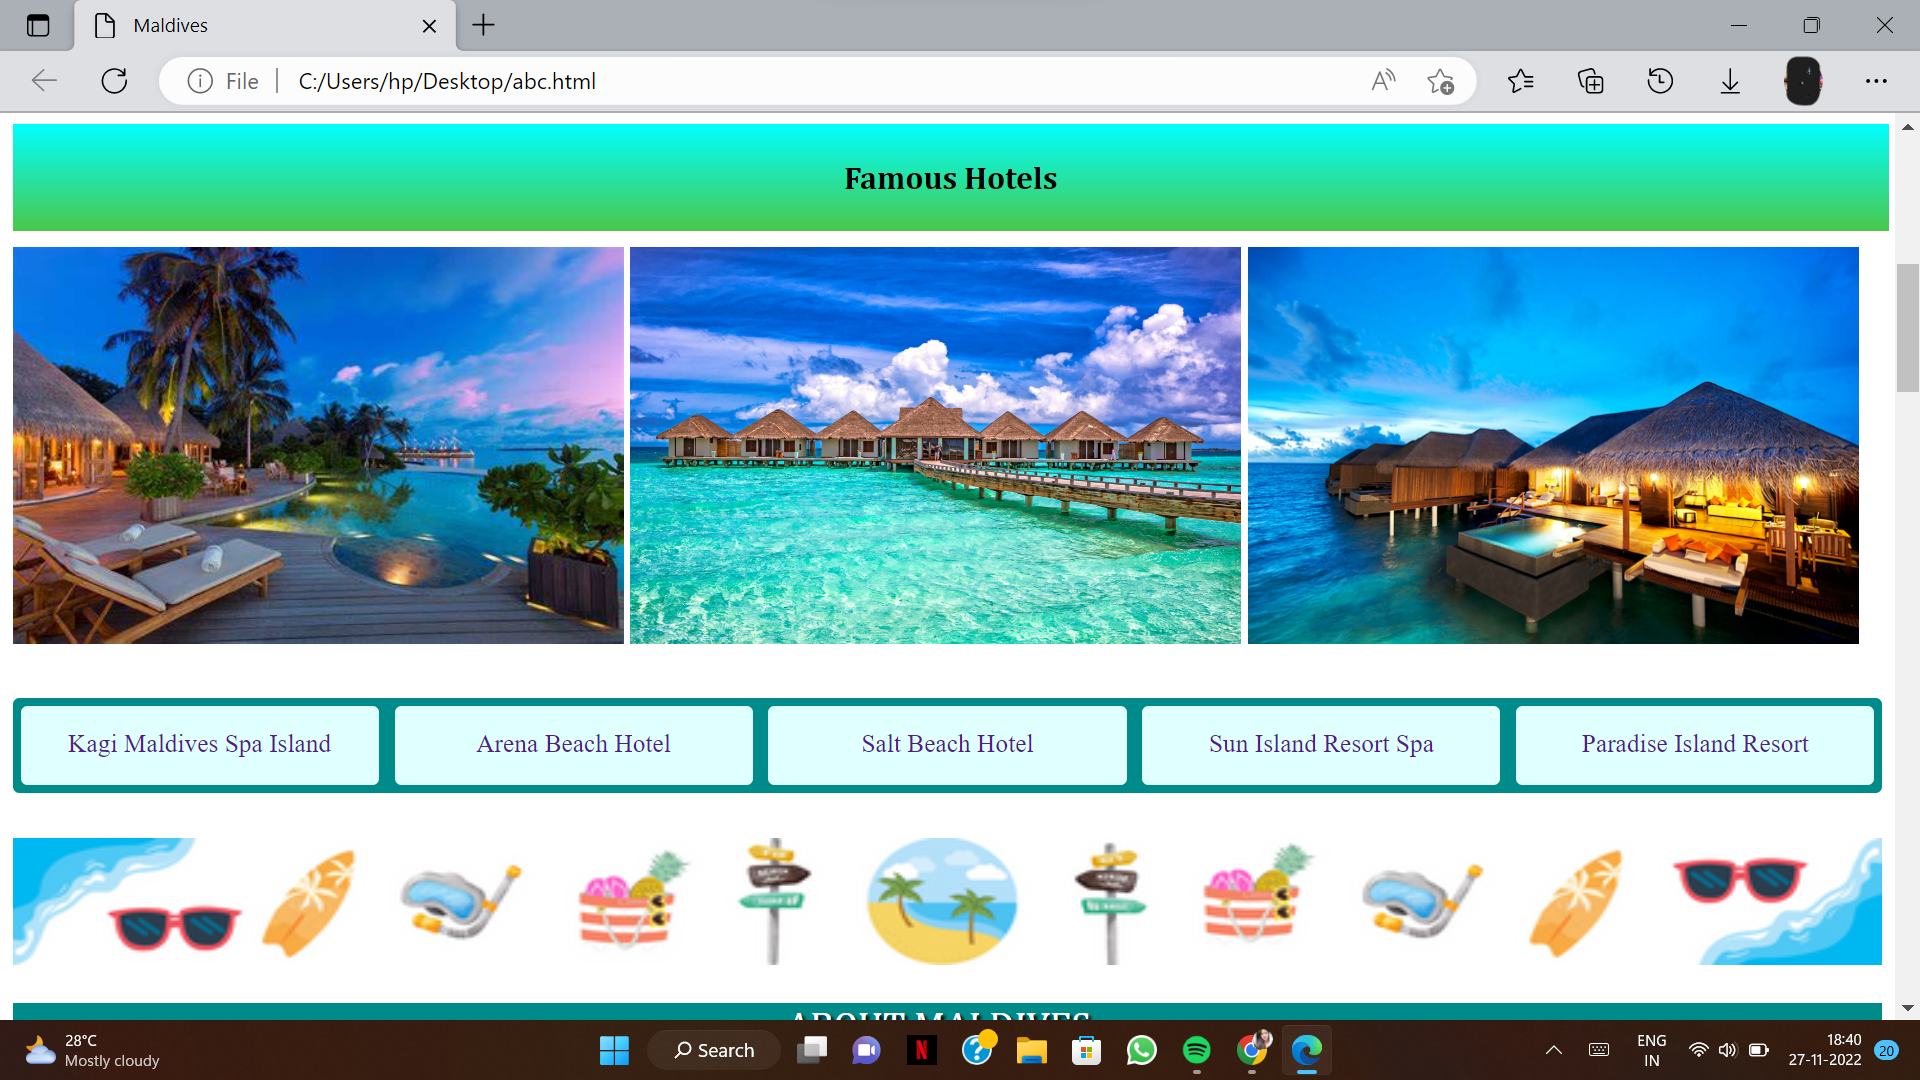 Maldives
File
C:/Users/hp/Desktop/abc.html
Famous Hotels
Kagi Maldives Spa Island
Arena Beach Hotel
Salt Beach Hotel
Sun Island Resort Spa
Paradise Island Resort
ABOUT MALDIVES
28°C
Mostly cloudy
Search
ENG
IN
18:40
27-11-2022
20